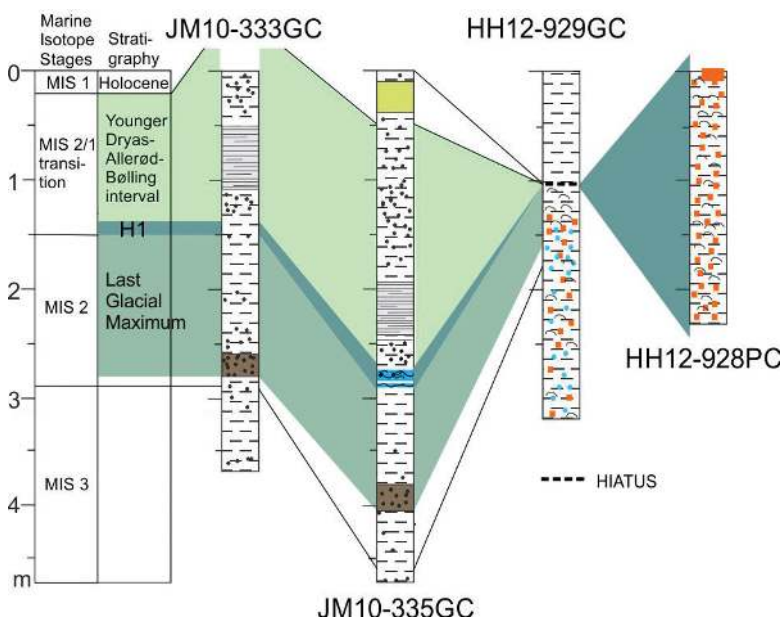 Marine
Isotope
Stages
Strati-
graphy
JM10-333GC
HH12-929GC
0
MIS 1
Holocene
MIS 2/1
transi-
tion
Younger
Dryas-
Allerød-
Bølling
interval
1
H1
MIS 2
Last
Glacial
Maximum
2
HH12-928PC
3
MIS 3
HIATUS
4
m
JM10-335GC